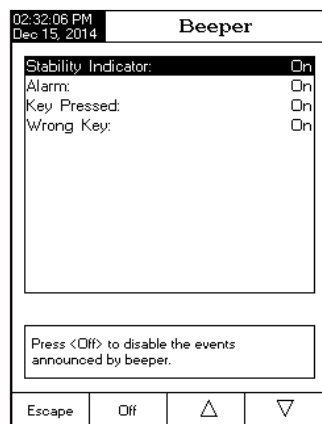 02:32:06 PM
Dec 15, 2014
Beeper
Stability Indicator: On
Alarm: On
Key Pressed: On
Wrong Key: On
Press <Off> to disable the events
announced by beeper.
Escape Off △ ▽